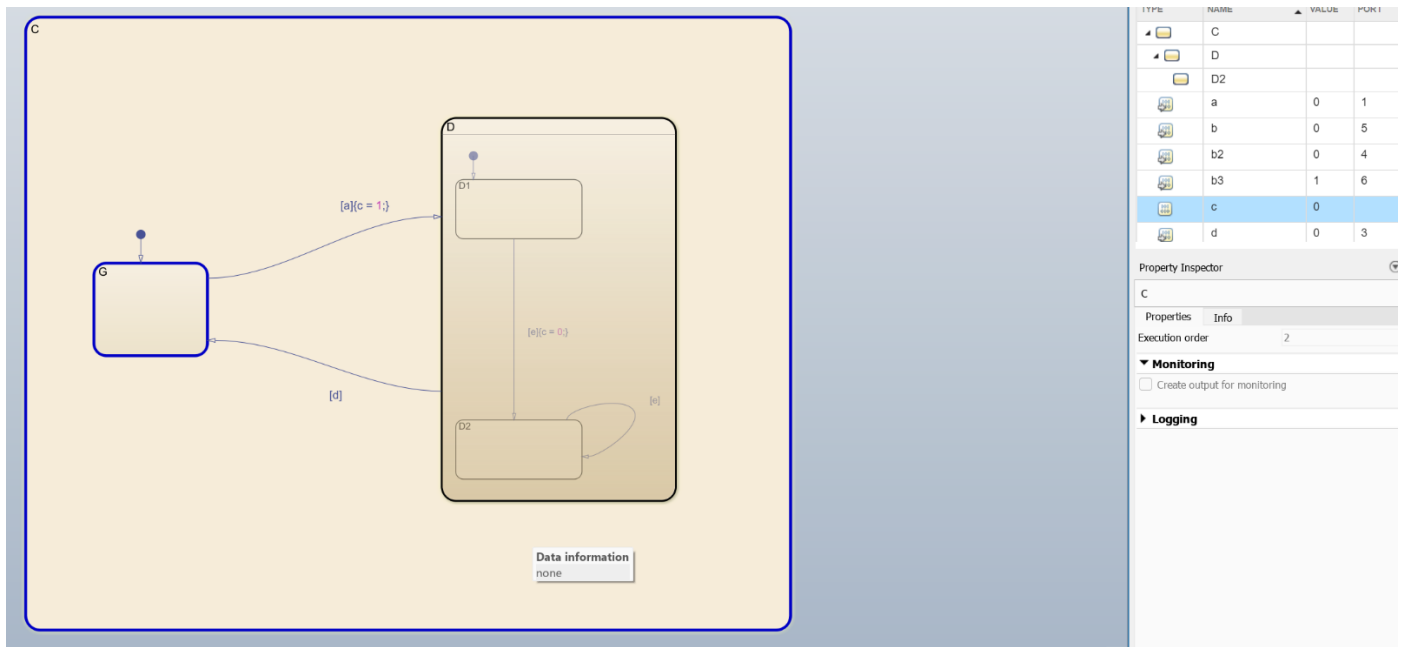 C
D
D1
[a]{c = 1;}
G
[e]{c = 0;}
[d]
[e]
D2
Data information
none
TYPE NAME VALUE PORT
C
D
D2
a 0 1
b 0 5
b2 0 4
b3 1 6
c 0
d 0 3
Property Inspector
C
Properties Info
Execution order 2
Monitoring
Create output for monitoring
Logging